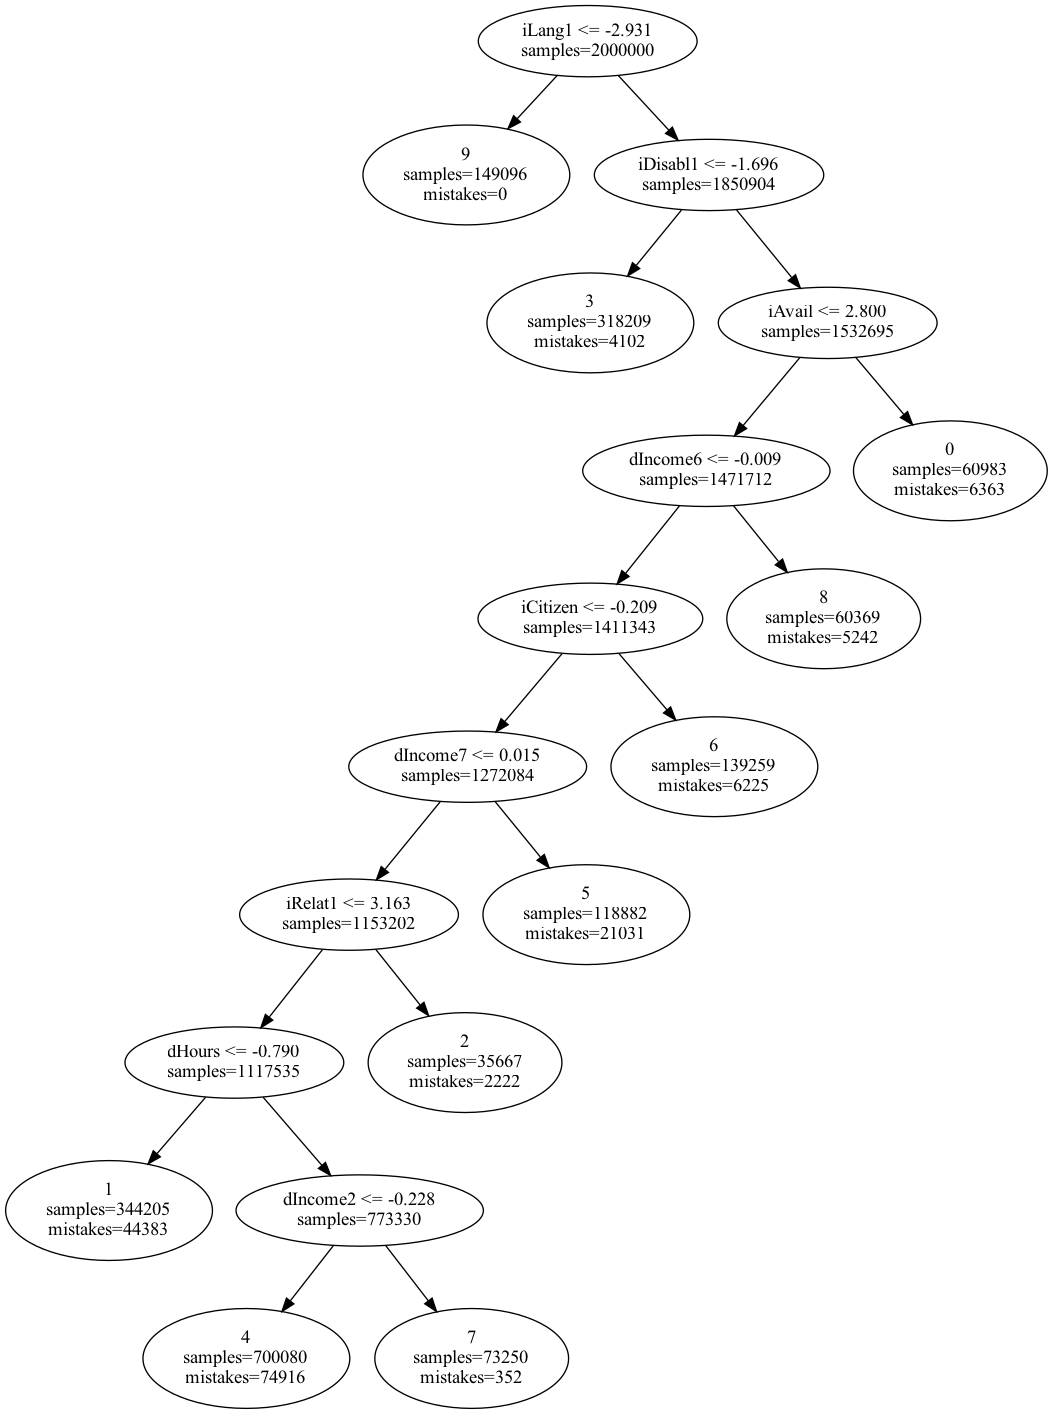 iLang1 <= -2.931
samples=2000000
9
samples=149096
mistakes=0
iDisabl1 <= -1.696
samples=1850904
3
samples=318209
mistakes=4102
iAvail <= 2.800
samples=1532695
dIncome6 <= -0.009
samples=1471712
0
samples=60983
mistakes=6363
iCitizen <= -0.209
samples=1411343
8
samples=60369
mistakes=5242
dIncome7 <= 0.015
samples=1272084
6
samples=139259
mistakes=6225
iRelat1 <= 3.163
samples=1153202
5
samples=118882
mistakes=21031
dHours <= -0.790
samples=1117535
2
samples=35667
mistakes=2222
1
samples=344205
mistakes=44383
dIncome2 <= -0.228
samples=773330
4
samples=700080
mistakes=74916
7
samples=73250
mistakes=352